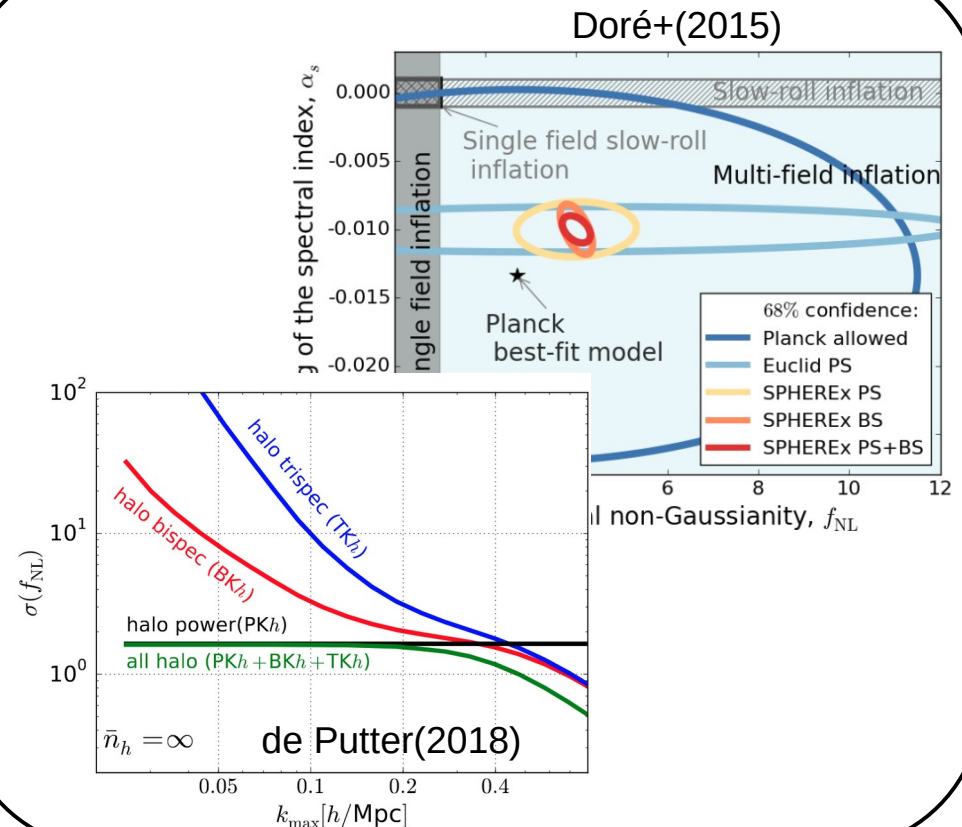 Doré+(2015)
0.000
-0.005
-0.010
-0.015
-0.020
g of the spectral index, αₛ
ngle field inflation
Slow-roll inflation
Single field slow-roll
inflation
Multi-field inflation
Planck
best-fit model
68% confidence:
Planck allowed
Euclid PS
SPHEREx PS
SPHEREx BS
SPHEREx PS+BS
6 8 10 12
l non-Gaussianity, f_NL
10²
10¹
10⁰
σ(f_NL)
halo trispec (TKh)
halo bispec (BKh)
halo power(PKh)
all halo (PKh+BKh+TKh)
n̄_h = ∞
de Putter(2018)
0.05 0.1 0.2 0.4
k_max[h/Mpc]